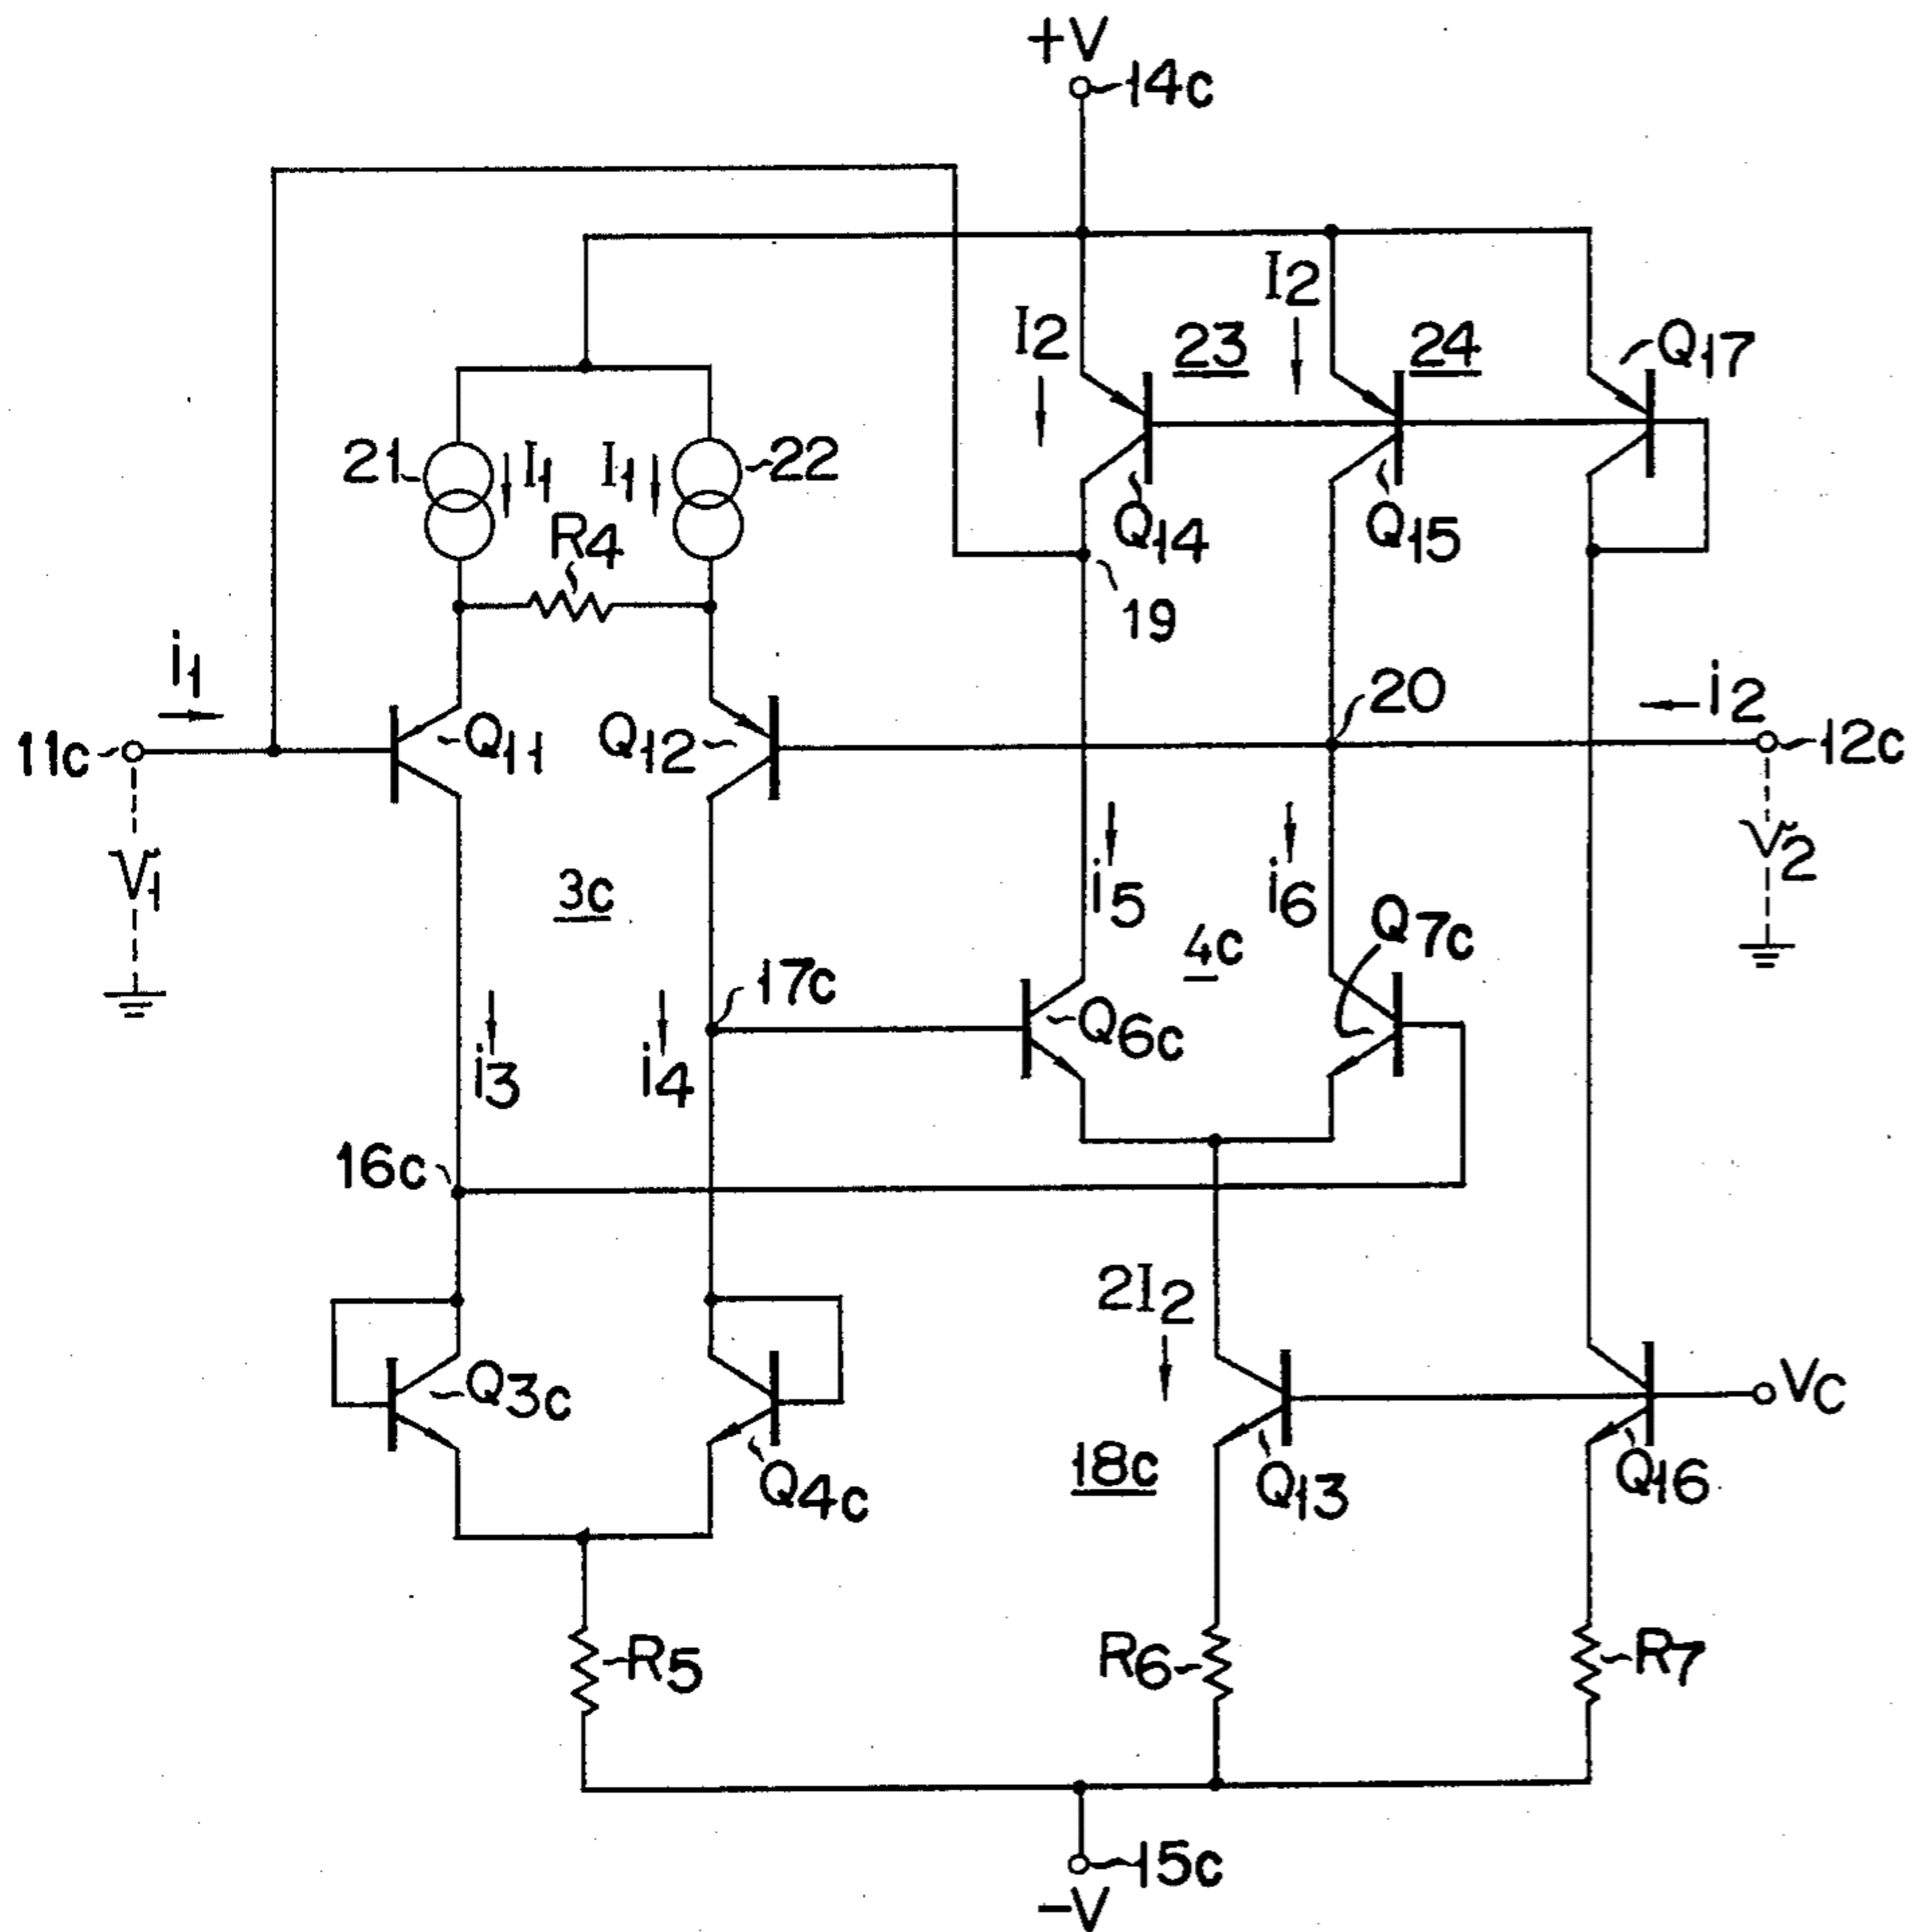 +V
14c
I2
I2
23
24
Q17
21
I1
I1
22
R4
Q14
Q15
19
i1
11c
Q11
Q12
20
i2
12c
V1
V2
3c
i5
i6
4c
Q7c
17c
Q6c
i3
i4
16c
2I2
Q3c
Q4c
18c
Q13
Q16
VC
R5
R6
R7
15c
-V